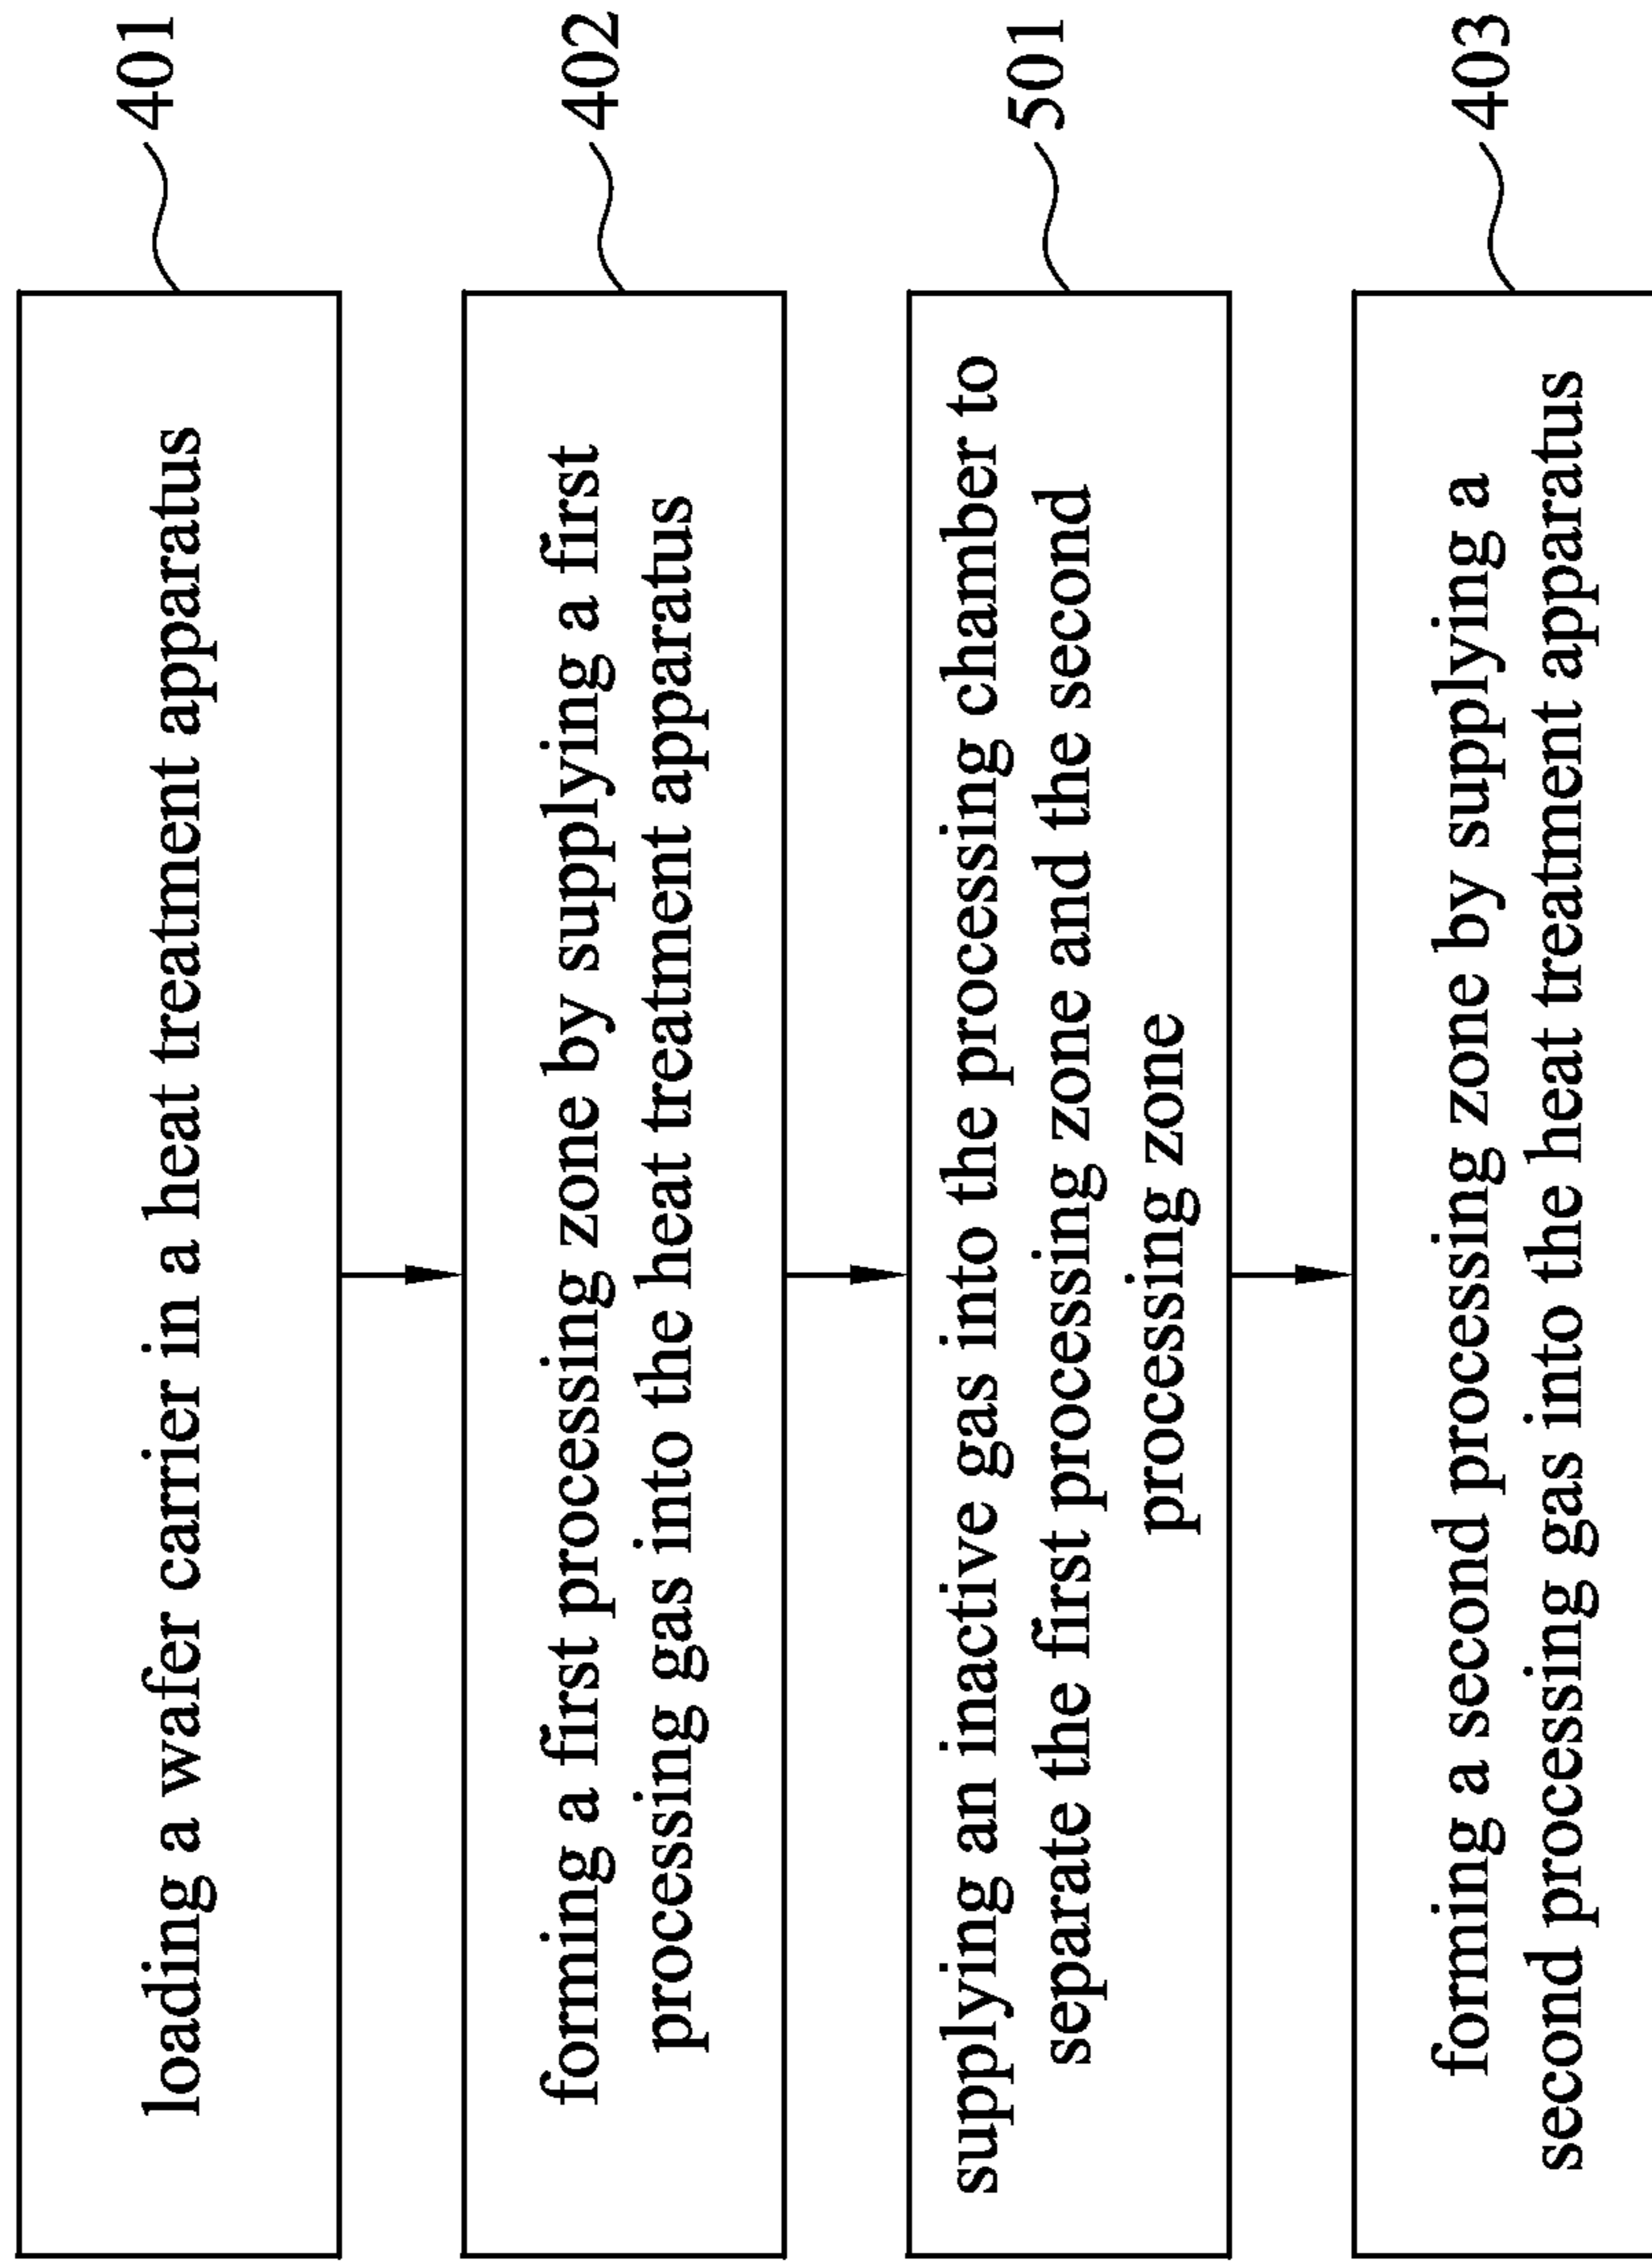 loading a wafer carrier in a heat treatment apparatus
401
forming a first processing zone by supplying a first
processing gas into the heat treatment apparatus
402
supplying an inactive gas into the processing chamber to
separate the first processing zone and the second
processing zone
501
forming a second processing zone by supplying a
second processing gas into the heat treatment apparatus
403